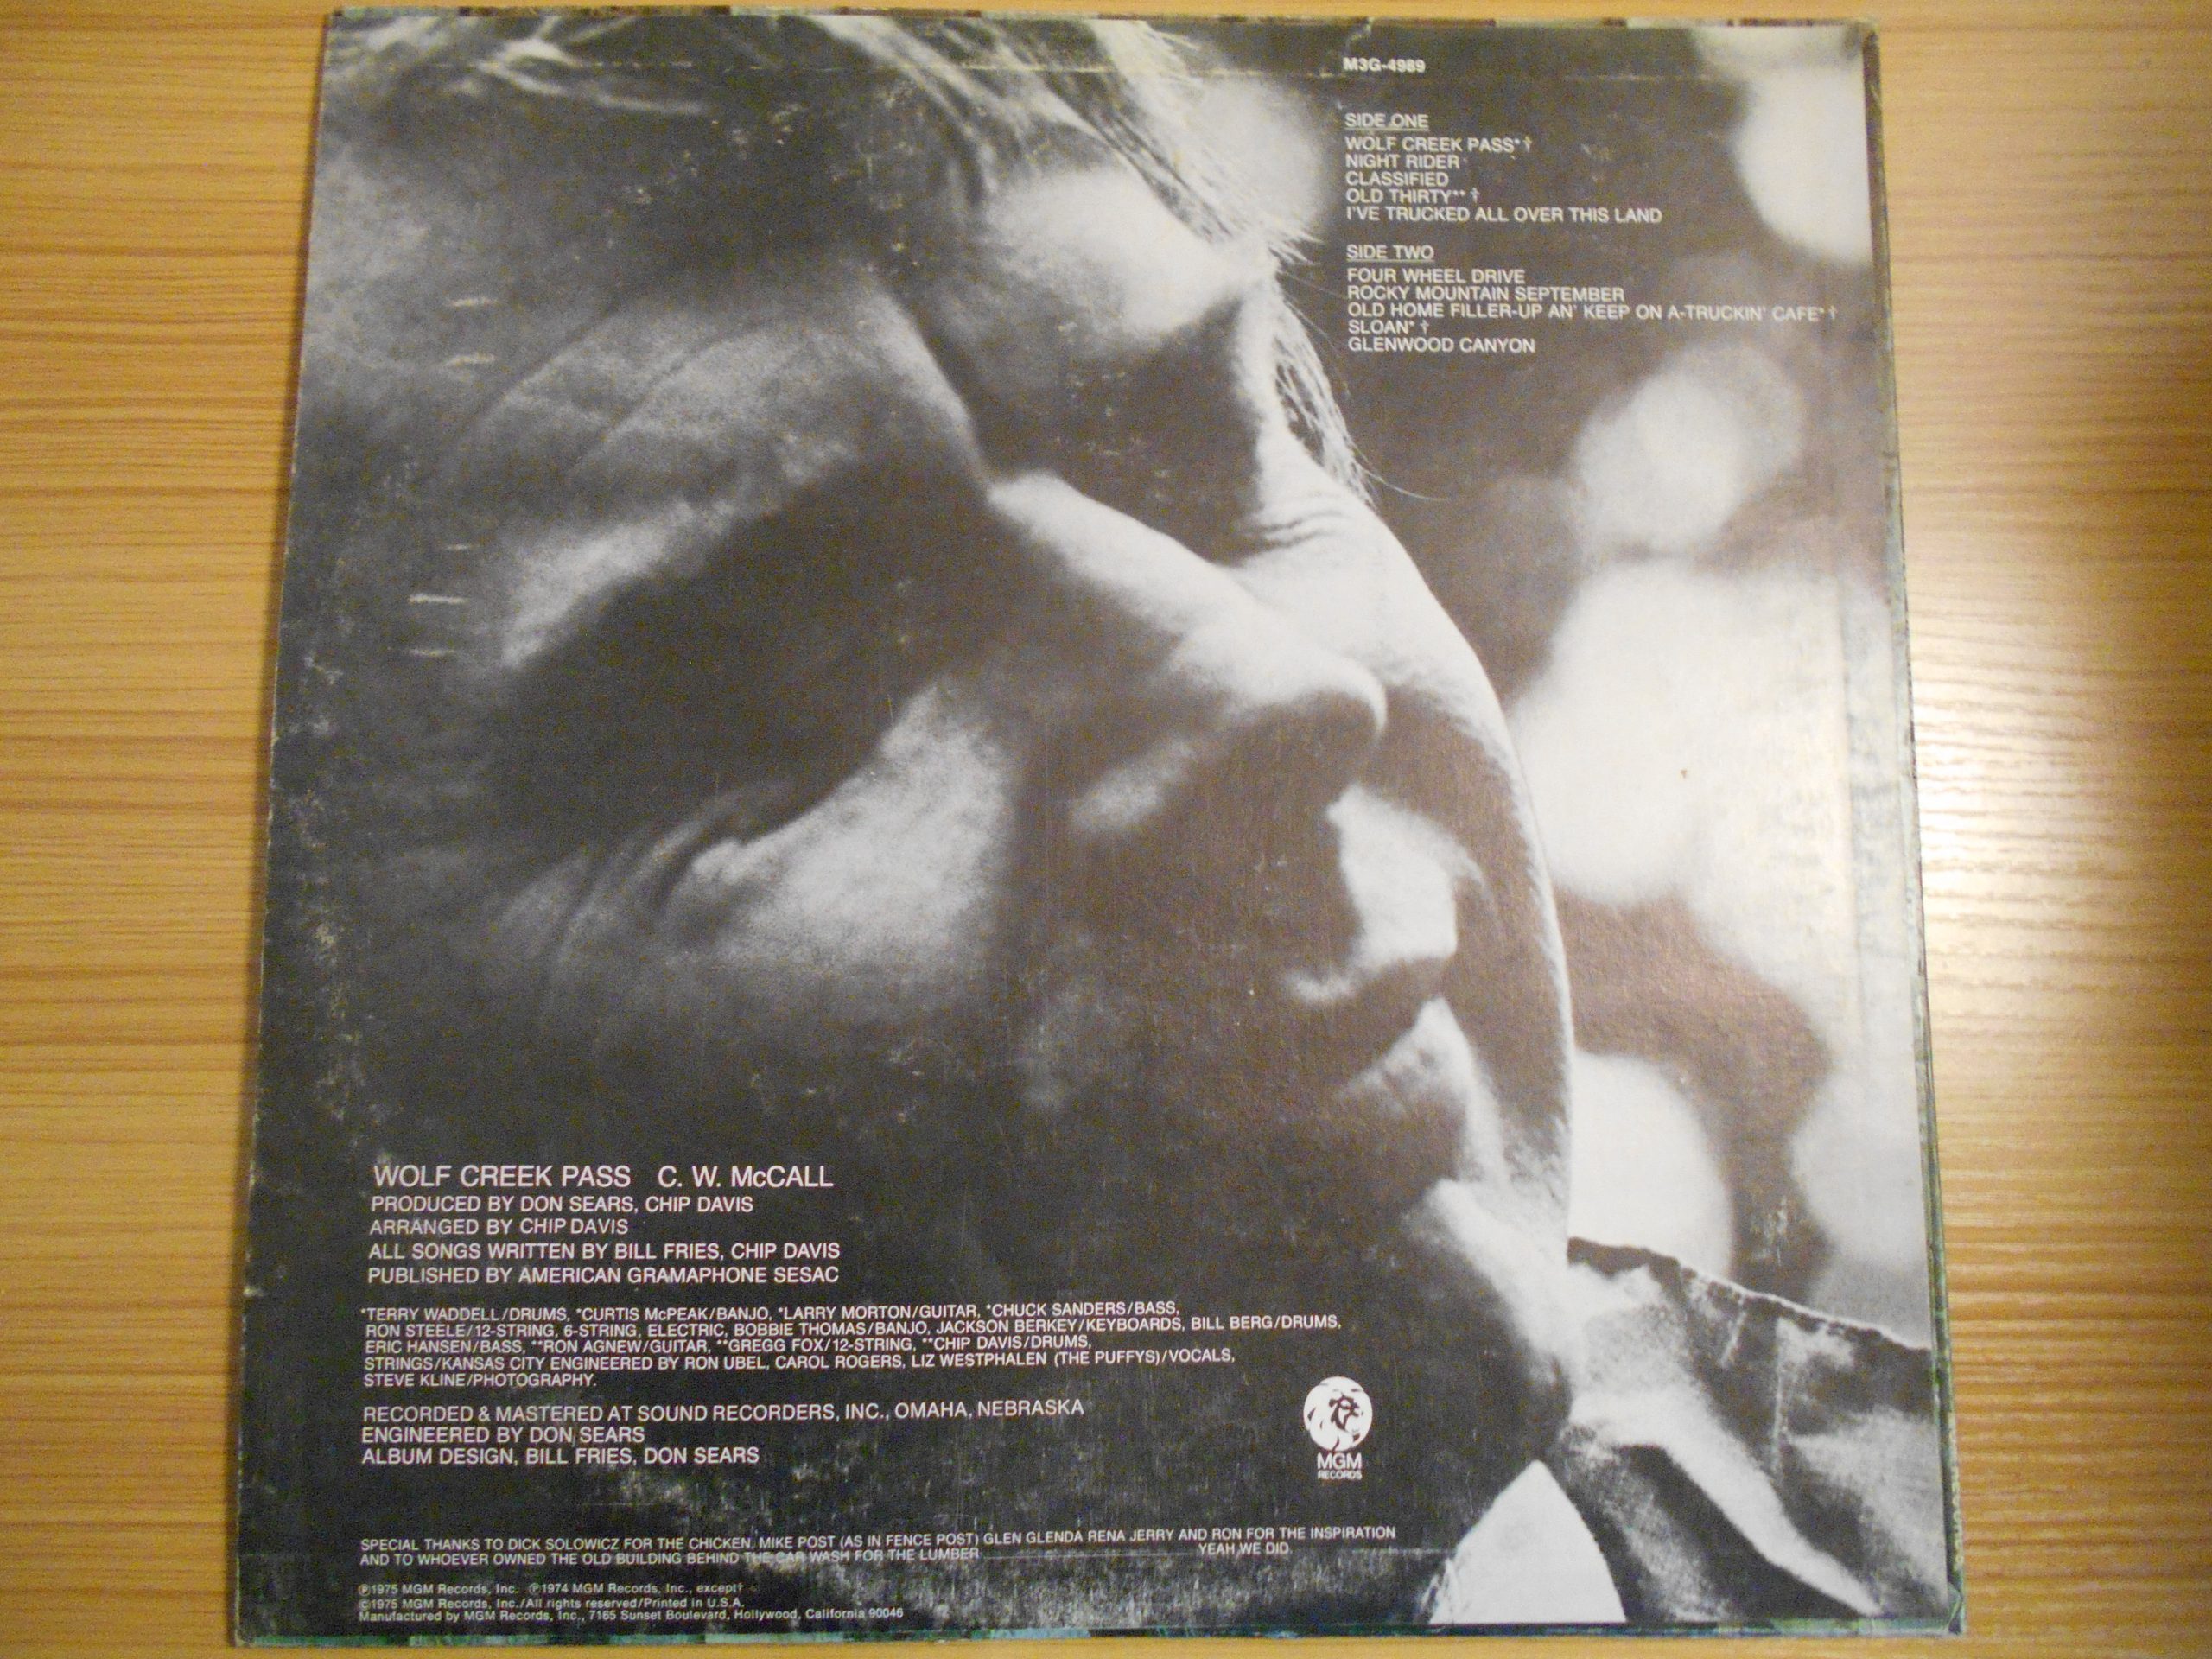 M3G-4989
SIDE ONE
WOLF CREEK PASS* †
NIGHT RIDER
CLASSIFIED
OLD THIRTY** †
I'VE TRUCKED ALL OVER THIS LAND
SIDE TWO
FOUR WHEEL DRIVE
ROCKY MOUNTAIN SEPTEMBER
OLD HOME FILLER-UP AN' KEEP ON A-TRUCKIN' CAFE* †
SLOAN* †
GLENWOOD CANYON
WOLF CREEK PASS C. W. McCALL
PRODUCED BY DON SEARS, CHIP DAVIS
ARRANGED BY CHIP DAVIS
ALL SONGS WRITTEN BY BILL FRIES, CHIP DAVIS
PUBLISHED BY AMERICAN GRAMAPHONE SESAC
*TERRY WADDELL/DRUMS, *CURTIS McPEAK/BANJO, *LARRY MORTON/GUITAR, *CHUCK SANDERS/BASS,
RON STEELE/12-STRING, 6-STRING, ELECTRIC, BOBBIE THOMAS/BANJO, JACKSON BERKEY/KEYBOARDS, BILL BERG/DRUMS,
ERIC HANSEN/BASS, **RON AGNEW/GUITAR, **GREGG FOX/12-STRING, **CHIP DAVIS/DRUMS,
STRINGS/KANSAS CITY ENGINEERED BY RON UBEL, CAROL ROGERS, LIZ WESTPHALEN (THE PUFFYS)/VOCALS,
STEVE KLINE/PHOTOGRAPHY.
RECORDED & MASTERED AT SOUND RECORDERS, INC., OMAHA, NEBRASKA
ENGINEERED BY DON SEARS
ALBUM DESIGN, BILL FRIES, DON SEARS
MGM
RECORDS
SPECIAL THANKS TO DICK SOLOWICZ FOR THE CHICKEN. MIKE POST (AS IN FENCE POST) GLEN GLENDA RENA JERRY AND RON FOR THE INSPIRATION
AND TO WHOEVER OWNED THE OLD BUILDING BEHIND THE CAR WASH FOR THE LUMBER YEAH WE DID.
℗1975 MGM Records, Inc. ℗1974 MGM Records, Inc., except†
©1975 MGM Records, Inc./All rights reserved/Printed in U.S.A.
Manufactured by MGM Records, Inc., 7165 Sunset Boulevard, Hollywood, California 90046